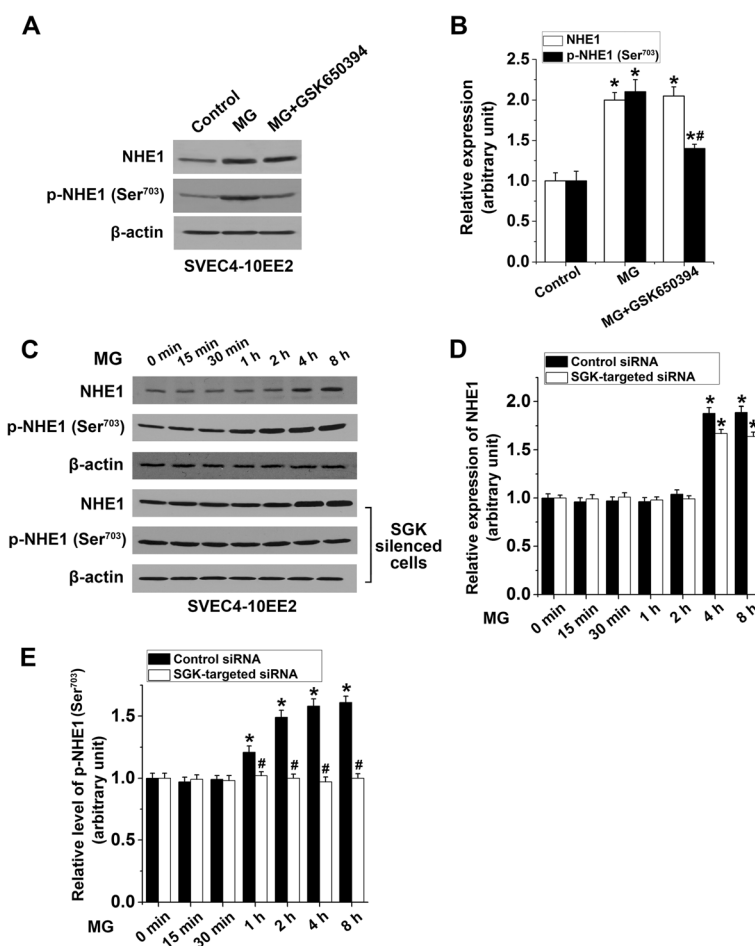 A
Control
MG
MG+GSK650394
NHE1
p-NHE1 (Ser⁷⁰³)
β-actin
SVEC4-10EE2
B
NHE1
p-NHE1 (Ser⁷⁰³)
Relative expression
(arbitrary unit)
2.5
2.0
1.5
1.0
0.5
0.0
* * * *#
Control
MG
MG+GSK650394
C
MG 0 min 15 min 30 min 1 h 2 h 4 h 8 h
NHE1
p-NHE1 (Ser⁷⁰³)
β-actin
NHE1
p-NHE1 (Ser⁷⁰³)
β-actin
SGK
silenced
cells
SVEC4-10EE2
D
Control siRNA
SGK-targeted siRNA
Relative expression of NHE1
(arbitrary unit)
2.0
1.5
1.0
0.5
0.0
* * * *
MG 0 min 15 min 30 min 1 h 2 h 4 h 8 h
E
Control siRNA
SGK-targeted siRNA
Relative level of p-NHE1 (Ser⁷⁰³)
(arbitrary unit)
1.5
1.0
0.5
0.0
* * * *
# # # #
MG 0 min 15 min 30 min 1 h 2 h 4 h 8 h